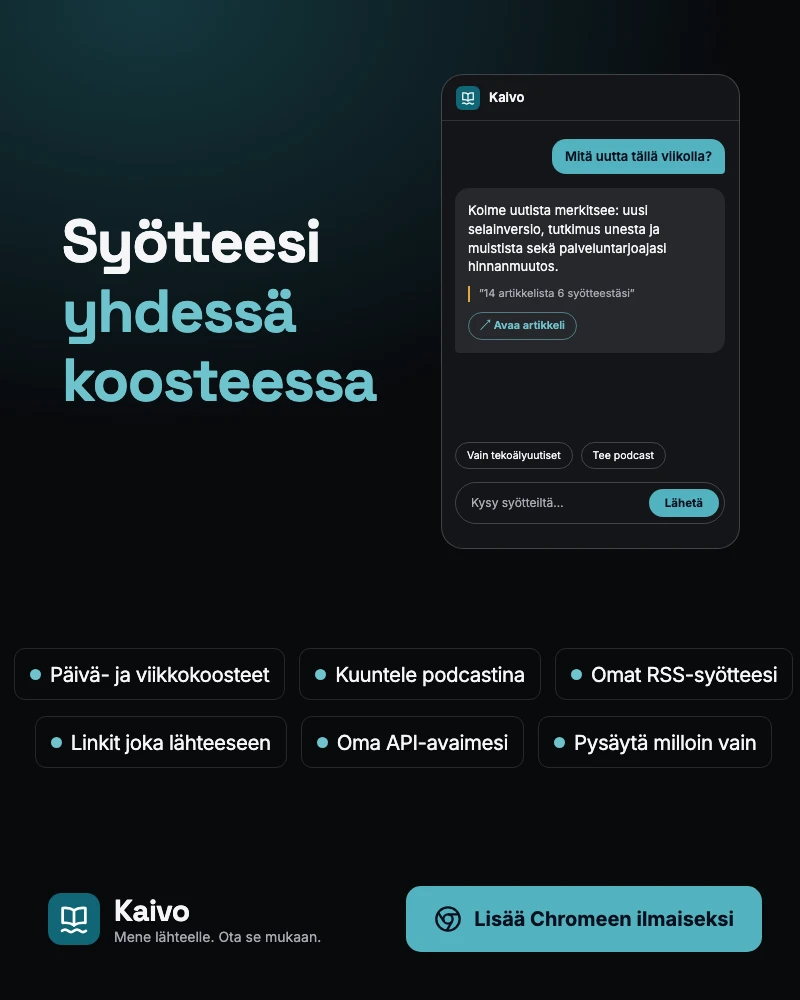 Kaivo
Mitä uutta tällä viikolla?
Kolme uutista merkitsee: uusi
selainversio, tutkimus unesta ja
muistista sekä palveluntarjoajasi
hinnanmuutos.
"14 artikkelista 6 syötteestäsi"
↗ Avaa artikkeli
Vain tekoälyuutiset
Tee podcast
Kysy syötteiltä...
Lähetä
Syötteesi
yhdessä
koosteessa
Päivä- ja viikkokoosteet
Kuuntele podcastina
Omat RSS-syötteesi
Linkit joka lähteeseen
Oma API-avaimesi
Pysäytä milloin vain
Kaivo
Mene lähteelle. Ota se mukaan.
Lisää Chromeen ilmaiseksi